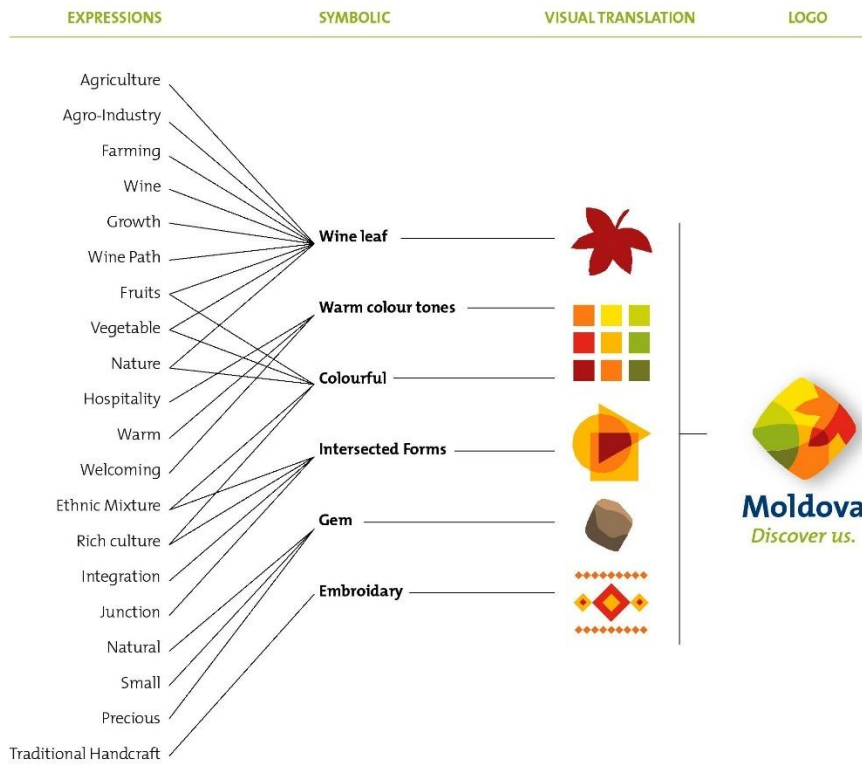 EXPRESSIONS SYMBOLIC VISUAL TRANSLATION LOGO
Agriculture
Agro-Industry
Farming
Wine
Growth
Wine Path
Fruits
Vegetable
Nature
Hospitality
Warm
Welcoming
Ethnic Mixture
Rich culture
Integration
Junction
Natural
Small
Precious
Traditional Handcraft
Wine leaf
Warm colour tones
Colourful
Intersected Forms
Gem
Embroidary
Moldova
Discover us.